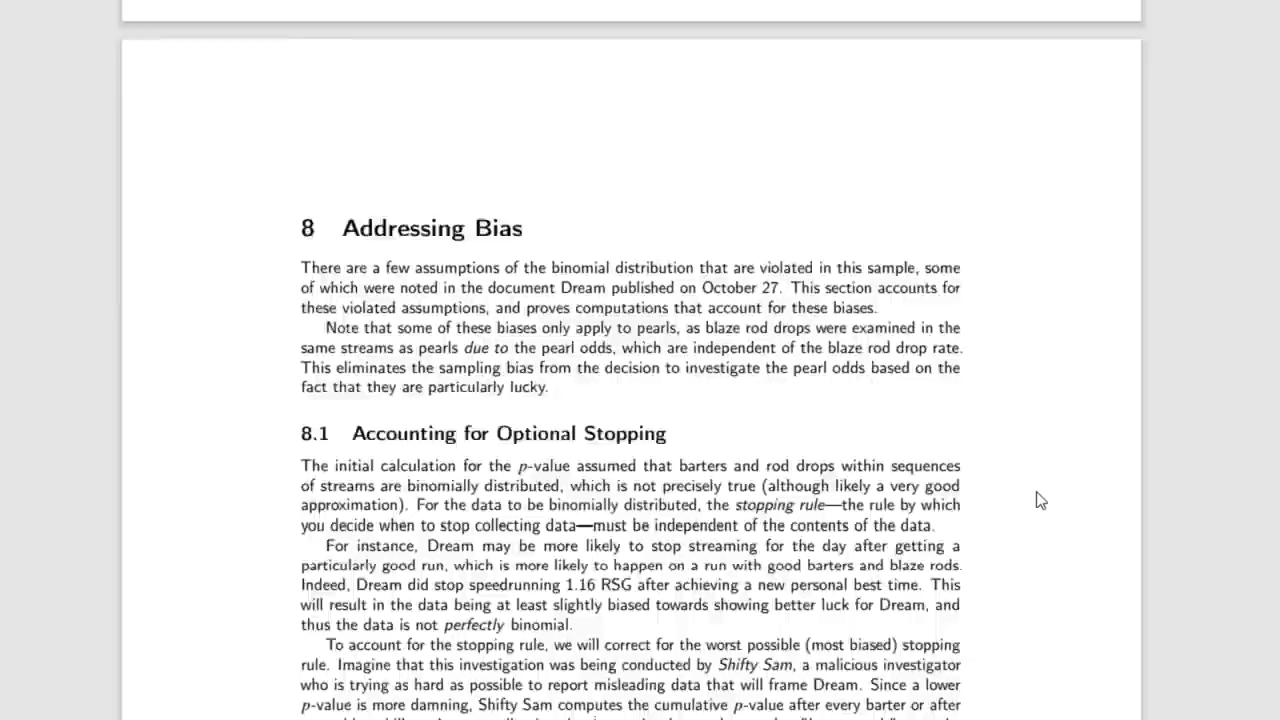 8 Addressing Bias
There are a few assumptions of the binomial distribution that are violated in this sample, some
of which were noted in the document Dream published on October 27. This section accounts for
these violated assumptions, and proves computations that account for these biases.
Note that some of these biases only apply to pearls, as blaze rod drops were examined in the
same streams as pearls due to the pearl odds, which are independent of the blaze rod drop rate.
This eliminates the sampling bias from the decision to investigate the pearl odds based on the
fact that they are particularly lucky.
8.1 Accounting for Optional Stopping
The initial calculation for the p-value assumed that barters and rod drops within sequences
of streams are binomially distributed, which is not precisely true (although likely a very good
approximation). For the data to be binomially distributed, the stopping rule—the rule by which
you decide when to stop collecting data—must be independent of the contents of the data.
For instance, Dream may be more likely to stop streaming for the day after getting a
particularly good run, which is more likely to happen on a run with good barters and blaze rods.
Indeed, Dream did stop speedrunning 1.16 RSG after achieving a new personal best time. This
will result in the data being at least slightly biased towards showing better luck for Dream, and
thus the data is not perfectly binomial.
To account for the stopping rule, we will correct for the worst possible (most biased) stopping
rule. Imagine that this investigation was being conducted by Shifty Sam, a malicious investigator
who is trying as hard as possible to report misleading data that will frame Dream. Since a lower
p-value is more damning, Shifty Sam computes the cumulative p-value after every barter or after